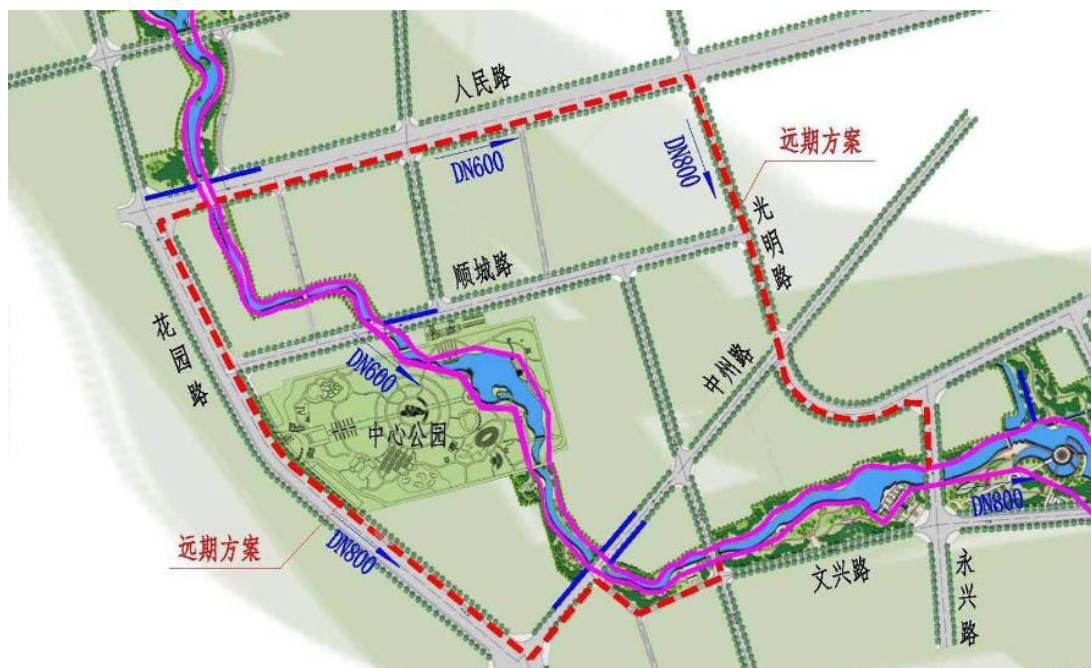 人民路
DN600
DN800
远期方案
光明路
顺城路
花园路
DN600
中州路
中心公园
远期方案
DN800
DN800
文兴路
永兴路